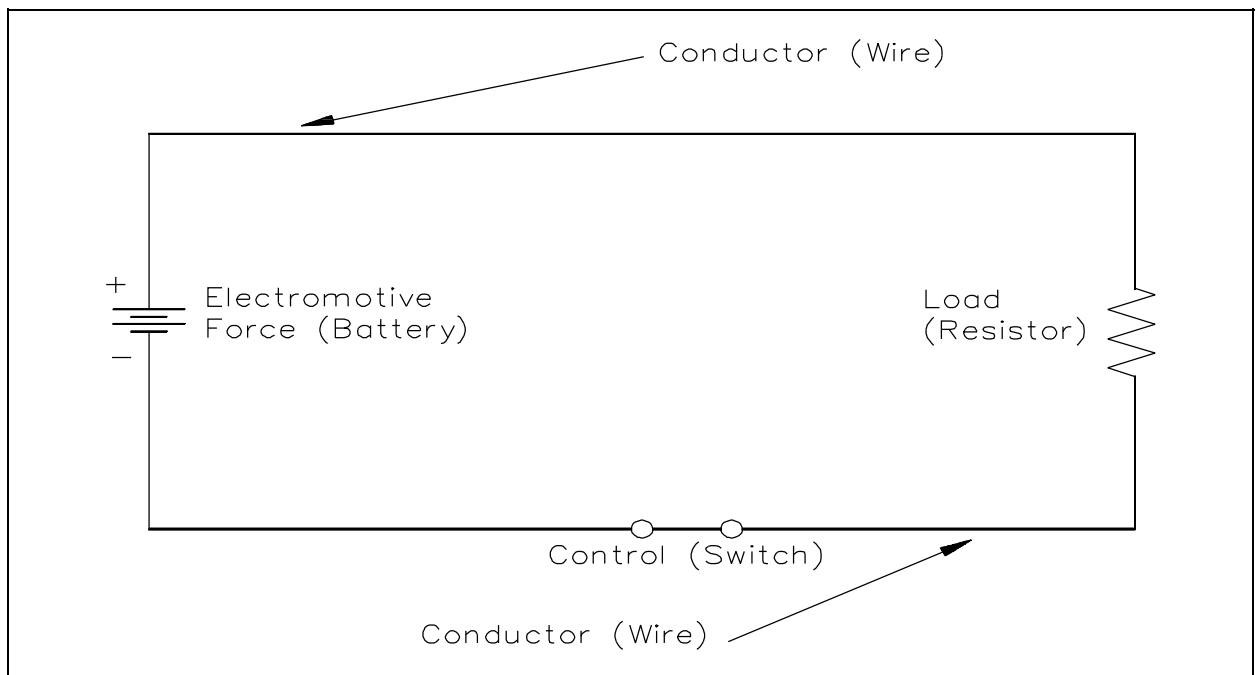 Conductor (Wire)
+
Electromotive
Force (Battery)
−
Load
(Resistor)
Control (Switch)
Conductor (Wire)